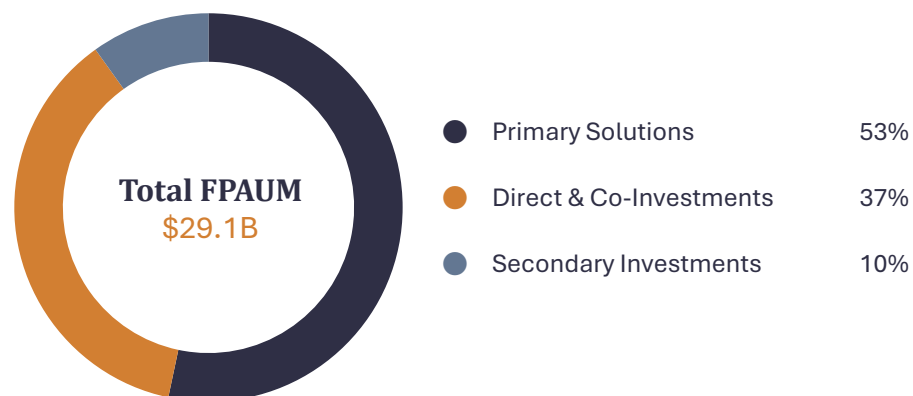 Total FPAUM
$29.1B
Primary Solutions 53%
Direct & Co-Investments 37%
Secondary Investments 10%